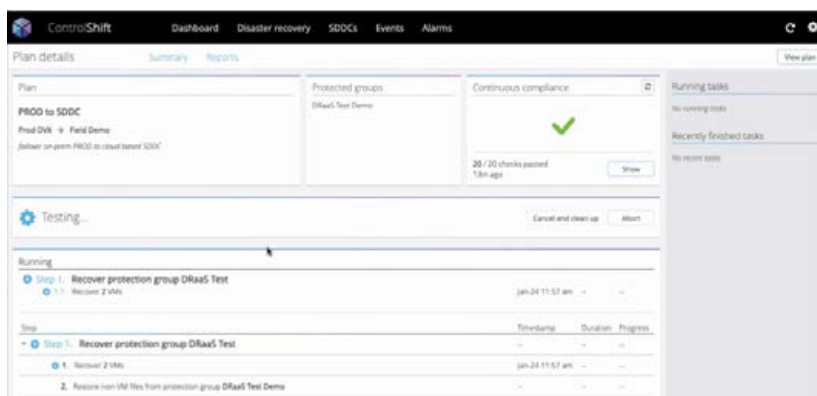 ControlShift Dashboard Disaster recovery SDDCs Events Alarms
Plan details Summary Reports View plan
Plan
PROD to SDDC
Prod DVX → Field Demo
failover on-prem PROD to cloud based SDDC
Protected groups
DRaaS Test Demo
Continuous compliance
20 / 20 checks passed
13m ago
Show
Running tasks
No running tasks
Recently finished tasks
No recent tasks
Testing... Cancel and clean up Abort
Running
Step 1. Recover protection group DRaaS Test
1.1 Recover 2 VMs Jan-24 11:57 am -- --
Step Timestamp Duration Progress
Step 1. Recover protection group DRaaS Test -- -- --
1. Recover 2 VMs Jan-24 11:57 am -- --
2. Restore non-VM files from protection group DRaaS Test Demo -- -- --